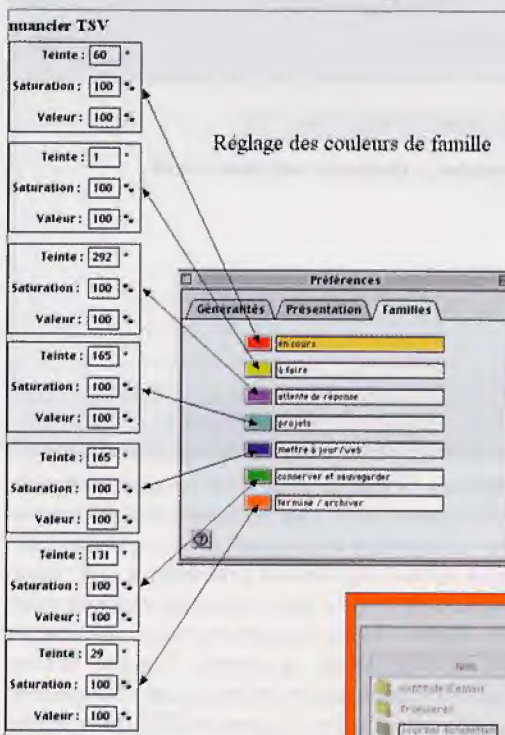 nuancier TSV
Teinte : 60 °
Saturation : 100 %
Valeur : 100 %
Teinte : 1 °
Saturation : 100 %
Valeur : 100 %
Teinte : 292 °
Saturation : 100 %
Valeur : 100 %
Teinte : 165 °
Saturation : 100 %
Valeur : 100 %
Teinte : 165 °
Saturation : 100 %
Valeur : 100 %
Teinte : 131 °
Saturation : 100 %
Valeur : 100 %
Teinte : 29 °
Saturation : 100 %
Valeur : 100 %
Réglage des couleurs de famille
Préférences
Généralités Présentation Familles
en cours
à faire
attente de réponse
projets
mettre à jour/web
conserver et sauvegarder
terminé / archiver
?
Nom